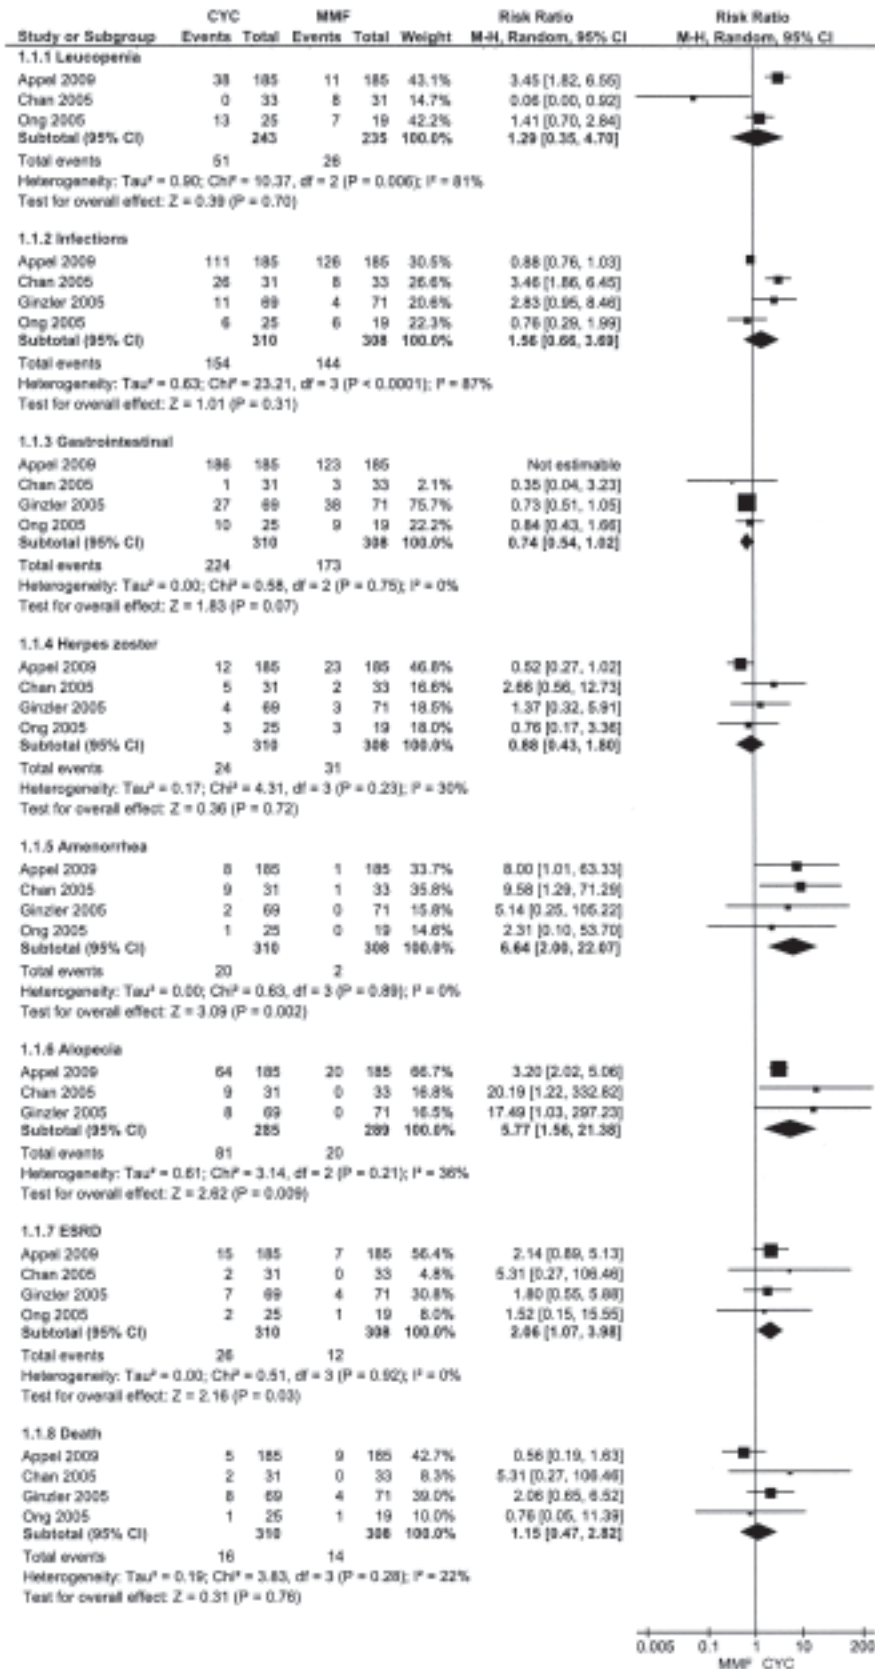 CYC MMF Risk Ratio Risk Ratio
Study or Subgroup Events Total Events Total Weight M-H, Random, 95% CI M-H, Random, 95% CI
1.1.1 Leucopenia
Appel 2009 38 185 11 185 43.1% 3.45 [1.82, 6.55]
Chan 2005 0 33 8 31 14.7% 0.06 [0.00, 0.92]
Ong 2005 13 25 7 19 42.2% 1.41 [0.70, 2.84]
Subtotal (95% CI) 243 235 100.0% 1.29 [0.35, 4.70]
Total events 51 26
Heterogeneity: Tau² = 0.90; Chi² = 10.37, df = 2 (P = 0.006); I² = 81%
Test for overall effect: Z = 0.39 (P = 0.70)
1.1.2 Infections
Appel 2009 111 185 126 185 30.5% 0.88 [0.76, 1.03]
Chan 2005 26 31 8 33 26.6% 3.46 [1.86, 6.45]
Ginzler 2005 11 69 4 71 20.6% 2.83 [0.95, 8.46]
Ong 2005 6 25 6 19 22.3% 0.76 [0.29, 1.99]
Subtotal (95% CI) 310 308 100.0% 1.56 [0.66, 3.69]
Total events 154 144
Heterogeneity: Tau² = 0.63; Chi² = 23.21, df = 3 (P < 0.0001); I² = 87%
Test for overall effect: Z = 1.01 (P = 0.31)
1.1.3 Gastrointestinal
Appel 2009 186 185 123 185 Not estimable
Chan 2005 1 31 3 33 2.1% 0.35 [0.04, 3.23]
Ginzler 2005 27 69 38 71 75.7% 0.73 [0.51, 1.05]
Ong 2005 10 25 9 19 22.2% 0.84 [0.43, 1.66]
Subtotal (95% CI) 310 308 100.0% 0.74 [0.54, 1.02]
Total events 224 173
Heterogeneity: Tau² = 0.00; Chi² = 0.58, df = 2 (P = 0.75); I² = 0%
Test for overall effect: Z = 1.83 (P = 0.07)
1.1.4 Herpes zoster
Appel 2009 12 185 23 185 46.8% 0.52 [0.27, 1.02]
Chan 2005 5 31 2 33 16.6% 2.66 [0.56, 12.73]
Ginzler 2005 4 69 3 71 18.5% 1.37 [0.32, 5.91]
Ong 2005 3 25 3 19 18.0% 0.76 [0.17, 3.36]
Subtotal (95% CI) 310 308 100.0% 0.88 [0.43, 1.80]
Total events 24 31
Heterogeneity: Tau² = 0.17; Chi² = 4.31, df = 3 (P = 0.23); I² = 30%
Test for overall effect: Z = 0.36 (P = 0.72)
1.1.5 Amenorrhea
Appel 2009 8 185 1 185 33.7% 8.00 [1.01, 63.33]
Chan 2005 9 31 1 33 35.8% 9.58 [1.29, 71.29]
Ginzler 2005 2 69 0 71 15.8% 5.14 [0.25, 105.22]
Ong 2005 1 25 0 19 14.6% 2.31 [0.10, 53.70]
Subtotal (95% CI) 310 308 100.0% 6.64 [2.00, 22.07]
Total events 20 2
Heterogeneity: Tau² = 0.00; Chi² = 0.63, df = 3 (P = 0.89); I² = 0%
Test for overall effect: Z = 3.09 (P = 0.002)
1.1.6 Alopecia
Appel 2009 64 185 20 185 66.7% 3.20 [2.02, 5.06]
Chan 2005 9 31 0 33 16.8% 20.19 [1.22, 332.62]
Ginzler 2005 8 69 0 71 16.5% 17.49 [1.03, 297.23]
Subtotal (95% CI) 285 289 100.0% 5.77 [1.56, 21.38]
Total events 81 20
Heterogeneity: Tau² = 0.61; Chi² = 3.14, df = 2 (P = 0.21); I² = 36%
Test for overall effect: Z = 2.62 (P = 0.009)
1.1.7 ESRD
Appel 2009 15 185 7 185 56.4% 2.14 [0.89, 5.13]
Chan 2005 2 31 0 33 4.8% 5.31 [0.27, 106.46]
Ginzler 2005 7 69 4 71 30.8% 1.80 [0.55, 5.88]
Ong 2005 2 25 1 19 8.0% 1.52 [0.15, 15.55]
Subtotal (95% CI) 310 308 100.0% 2.06 [1.07, 3.98]
Total events 26 12
Heterogeneity: Tau² = 0.00; Chi² = 0.51, df = 3 (P = 0.92); I² = 0%
Test for overall effect: Z = 2.16 (P = 0.03)
1.1.8 Death
Appel 2009 5 185 9 185 42.7% 0.56 [0.19, 1.63]
Chan 2005 2 31 0 33 8.3% 5.31 [0.27, 106.46]
Ginzler 2005 8 69 4 71 39.0% 2.06 [0.65, 6.52]
Ong 2005 1 25 1 19 10.0% 0.76 [0.05, 11.39]
Subtotal (95% CI) 310 308 100.0% 1.15 [0.47, 2.82]
Total events 16 14
Heterogeneity: Tau² = 0.19; Chi² = 3.83, df = 3 (P = 0.28); I² = 22%
Test for overall effect: Z = 0.31 (P = 0.76)
0.005 0.1 1 10 200
MMF CYC